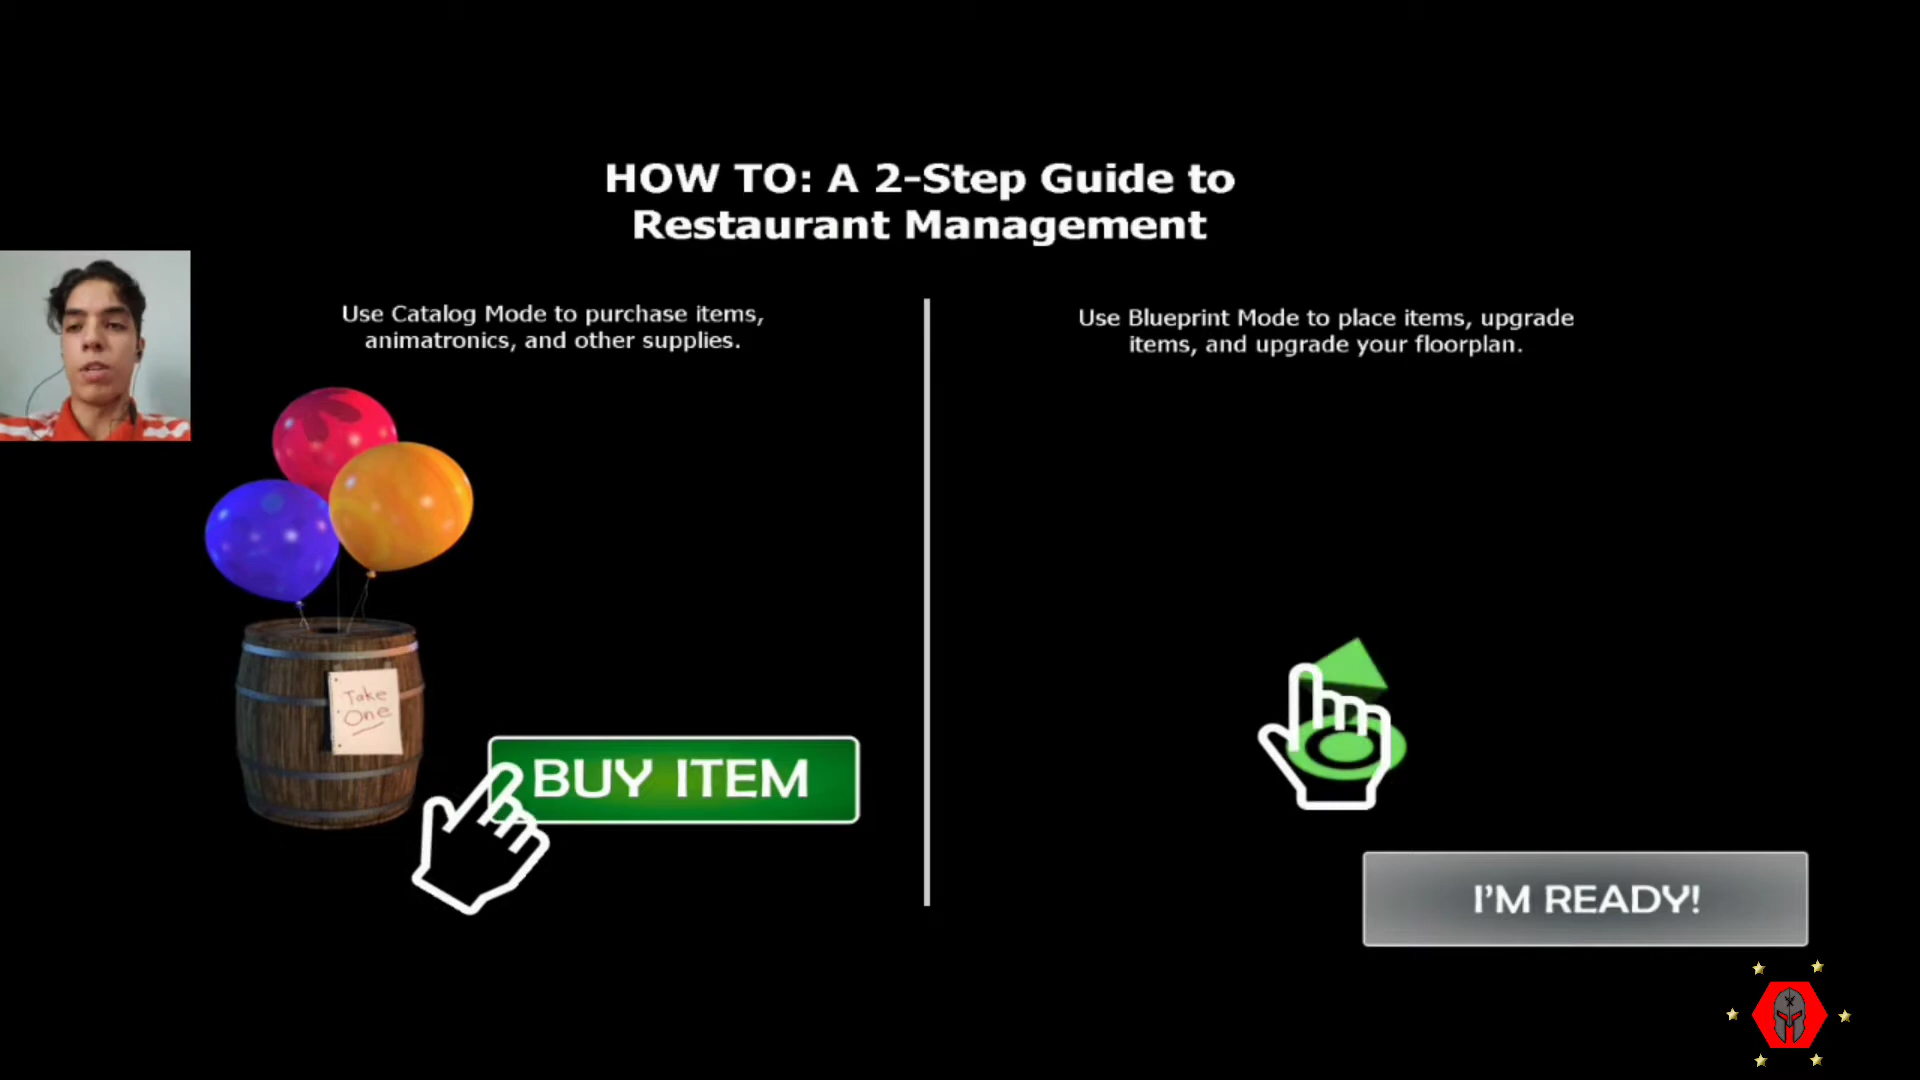 HOW TO: A 2-Step Guide to
Restaurant Management
Use Catalog Mode to purchase items,
animatronics, and other supplies.
Use Blueprint Mode to place items, upgrade
items, and upgrade your floorplan.
Take
One
BUY ITEM
I'M READY!